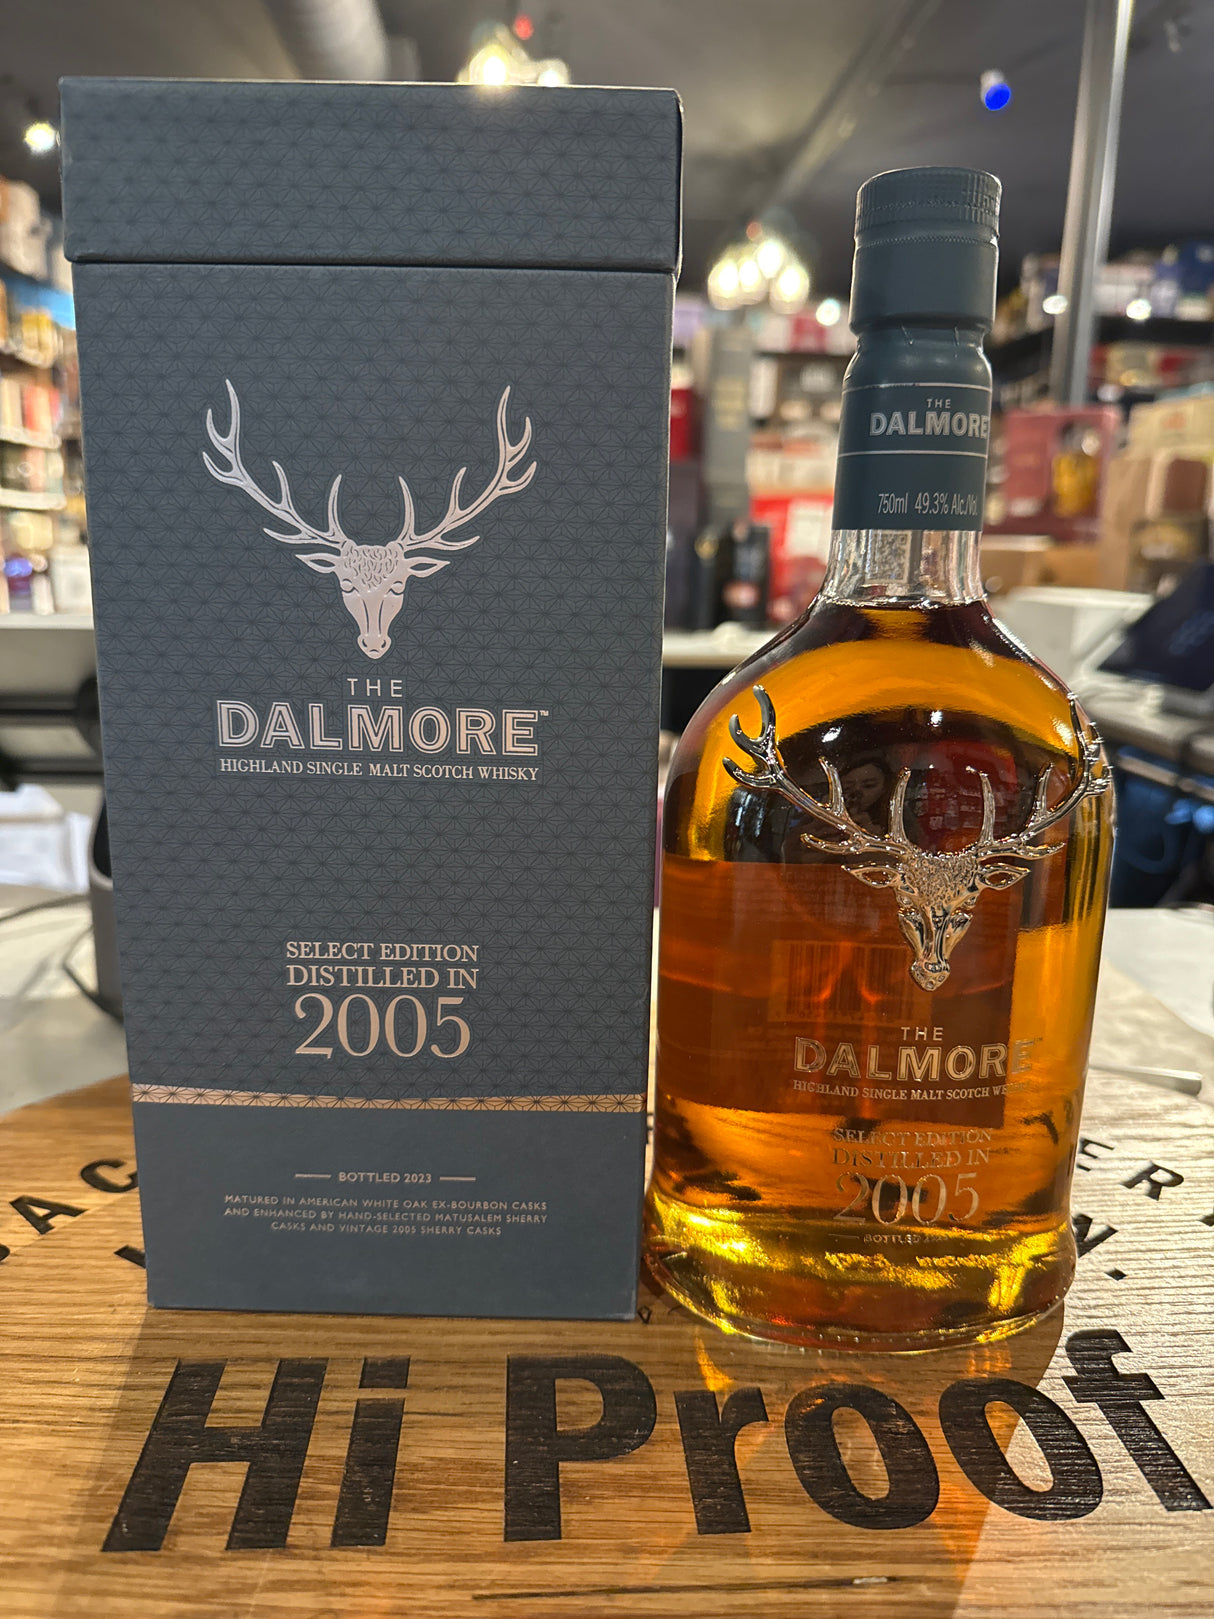 THE
DALMORE™
HIGHLAND SINGLE MALT SCOTCH WHISKY
SELECT EDITION
DISTILLED IN
2005
BOTTLED 2023
MATURED IN AMERICAN WHITE OAK EX-BOURBON CASKS
AND ENHANCED BY HAND-SELECTED MATUSALEM SHERRY
CASKS AND VINTAGE 2005 SHERRY CASKS
THE
DALMORE
750ml 49.3% Alc./Vol.
THE
DALMORE
HIGHLAND SINGLE MALT SCOTCH
SELECT EDITION
DISTILLED IN
2005
BOTTLED
Hi Proof